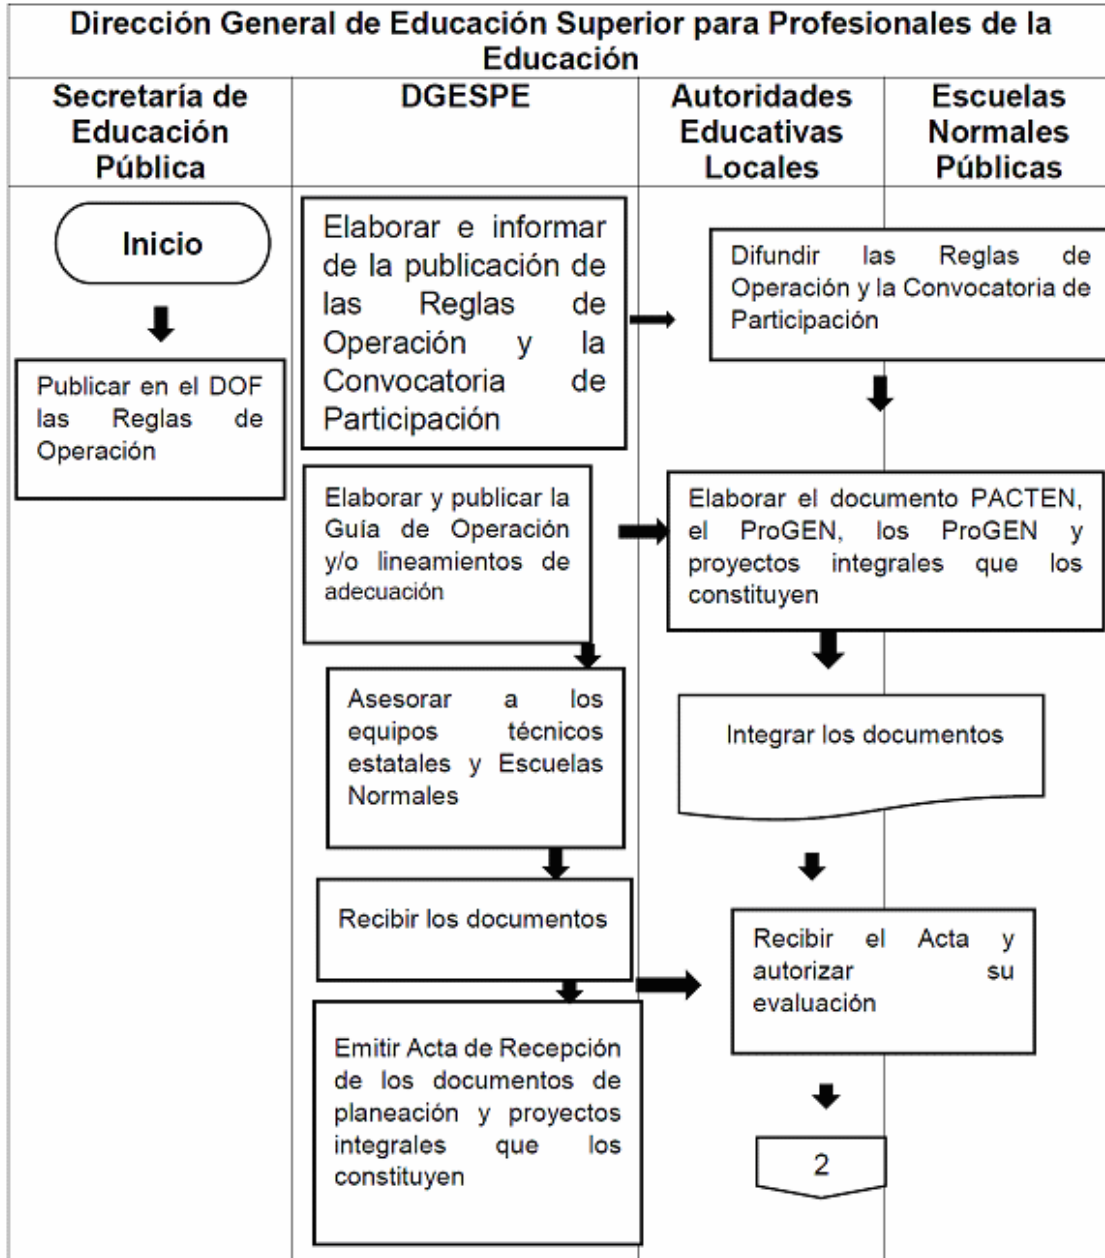 Dirección General de Educación Superior para Profesionales de la
Educación
Secretaría de
Educación
Pública
DGESPE
Autoridades
Educativas
Locales
Escuelas
Normales
Públicas
Inicio
Publicar en el DOF
las Reglas de
Operación
Elaborar e informar
de la publicación de
las Reglas de
Operación y la
Convocatoria de
Participación
Difundir las Reglas de
Operación y la Convocatoria de
Participación
Elaborar y publicar la
Guía de Operación
y/o lineamientos de
adecuación
Elaborar el documento PACTEN,
el ProGEN, los ProGEN y
proyectos integrales que los
constituyen
Asesorar a los
equipos técnicos
estatales y Escuelas
Normales
Integrar los documentos
Recibir los documentos
Recibir el Acta y
autorizar su
evaluación
Emitir Acta de Recepción
de los documentos de
planeación y proyectos
integrales que los
constituyen
2